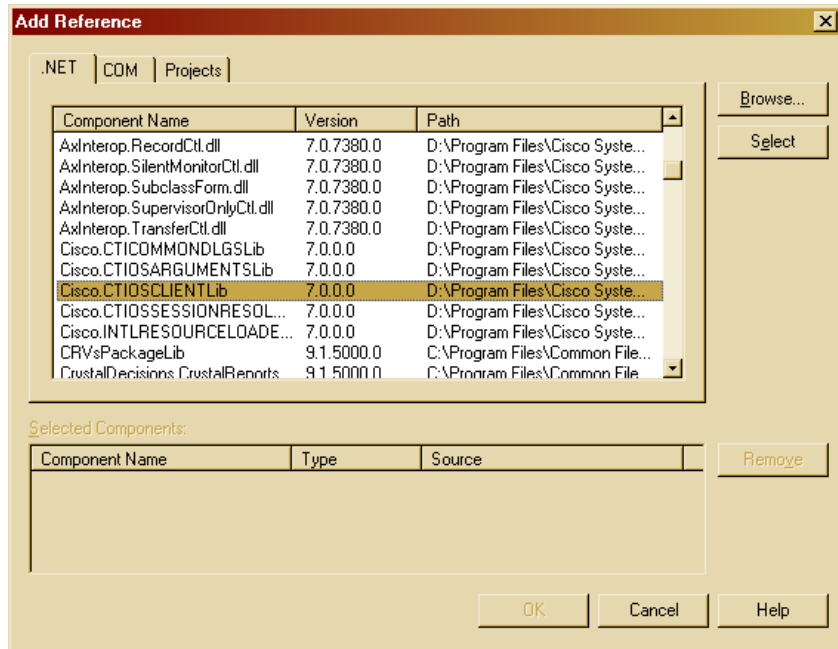 Add Reference
.NET COM Projects
Browse...
Select
Component Name Version Path
AxInterop.RecordCtl.dll 7.0.7380.0 D:\Program Files\Cisco Syste...
AxInterop.SilentMonitorCtl.dll 7.0.7380.0 D:\Program Files\Cisco Syste...
AxInterop.SubclassForm.dll 7.0.7380.0 D:\Program Files\Cisco Syste...
AxInterop.SupervisorOnlyCtl.dll 7.0.7380.0 D:\Program Files\Cisco Syste...
AxInterop.TransferCtl.dll 7.0.7380.0 D:\Program Files\Cisco Syste...
Cisco.CTICOMMONDLGSLib 7.0.0.0 D:\Program Files\Cisco Syste...
Cisco.CTIOSARGUMENTSLib 7.0.0.0 D:\Program Files\Cisco Syste...
Cisco.CTIOSCLIENTLib 7.0.0.0 D:\Program Files\Cisco Syste...
Cisco.CTIOSSESSIONRESOL... 7.0.0.0 D:\Program Files\Cisco Syste...
Cisco.INTLRESOURCELOADE... 7.0.0.0 D:\Program Files\Cisco Syste...
CRVsPackageLib 9.1.5000.0 C:\Program Files\Common File...
CrystalDecisions.CrystalReports 9.1.5000.0 C:\Program Files\Common File
Selected Components:
Component Name Type Source
Remove
OK Cancel Help